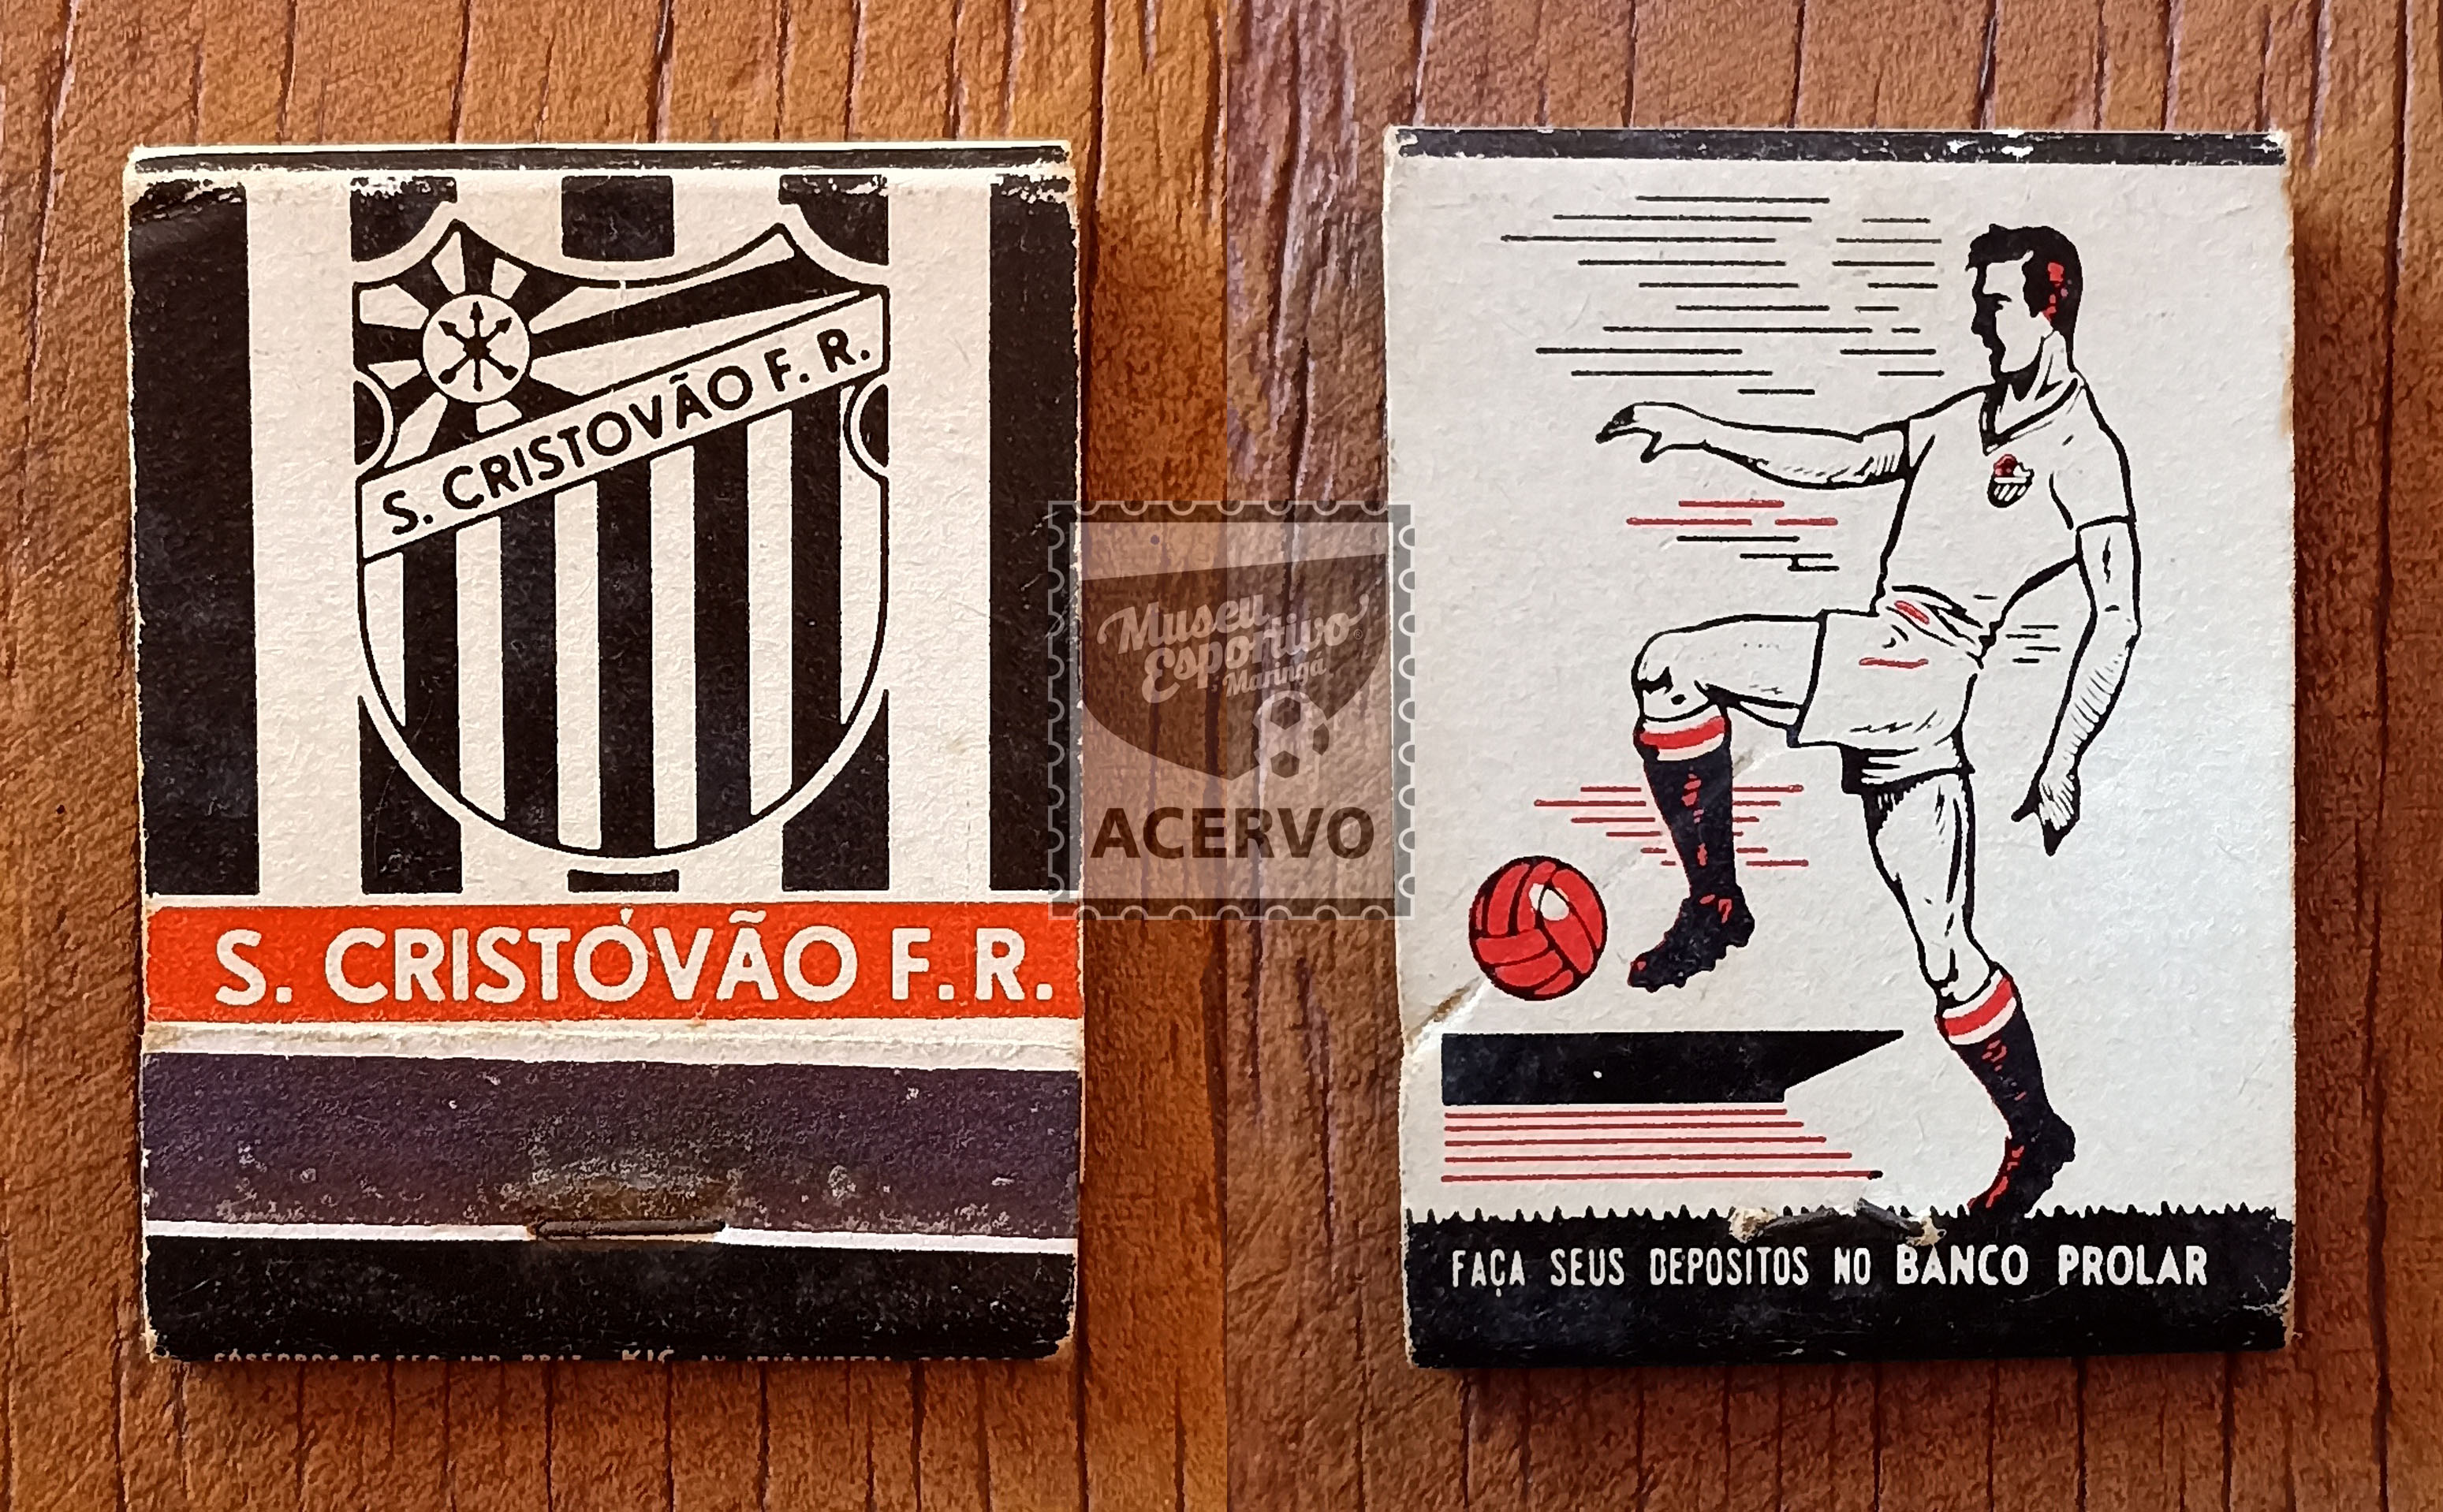 S. CRISTOVÃO F. R.
S. CRISTÓVÃO F.R.
Museu
Esportivo
Maringá
ACERVO
FAÇA SEUS DEPOSITOS NO BANCO PROLAR